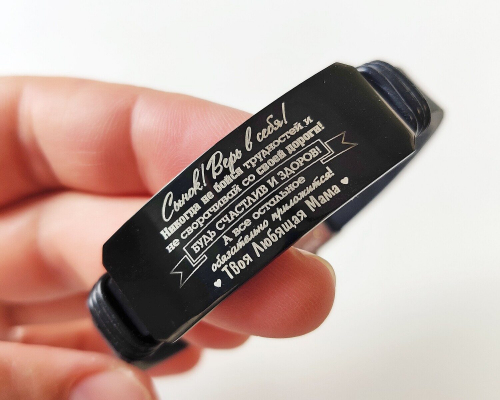 Сынок! Верь в себя!
Никогда не бойся трудностей и
не сворачивай со своей дороги!
БУДЬ СЧАСТЛИВ И ЗДОРОВ!
А все остальное
обязательно приложится!
Твоя Любящая Мама